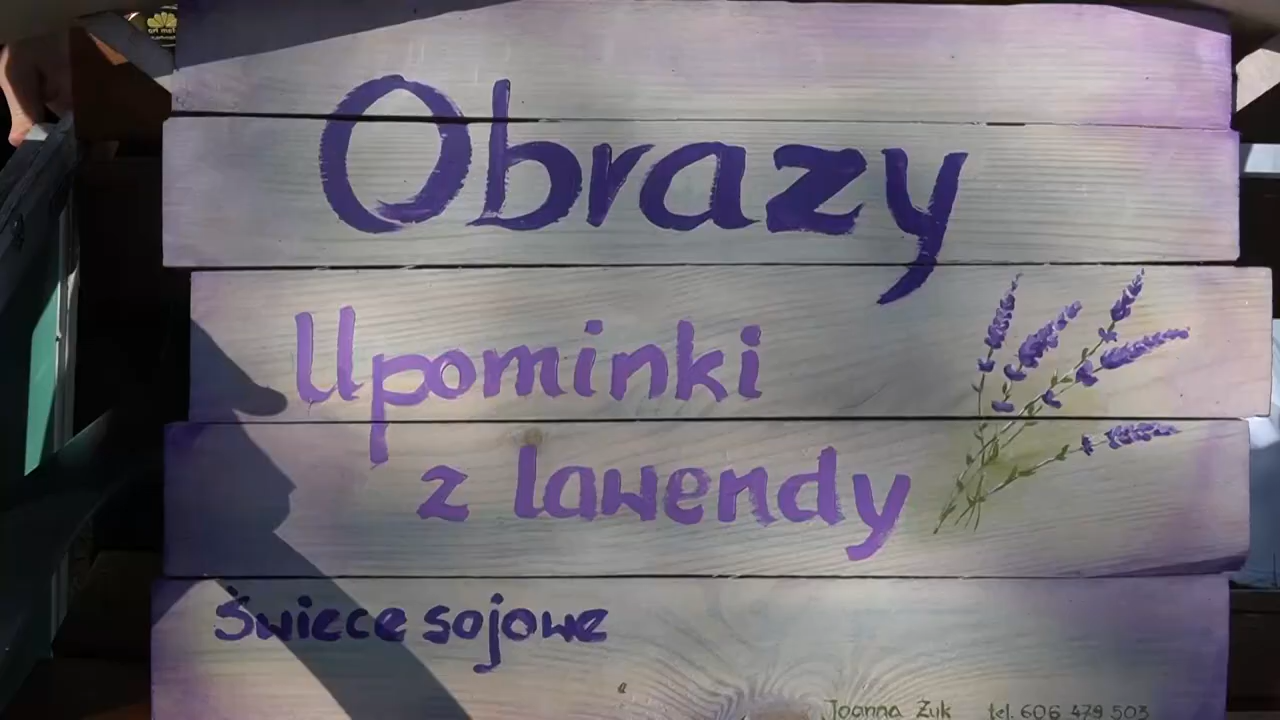 Obrazy
Upominki
z lawendy
Świece sojowe
Joanna Żuk tel. 606 479 503